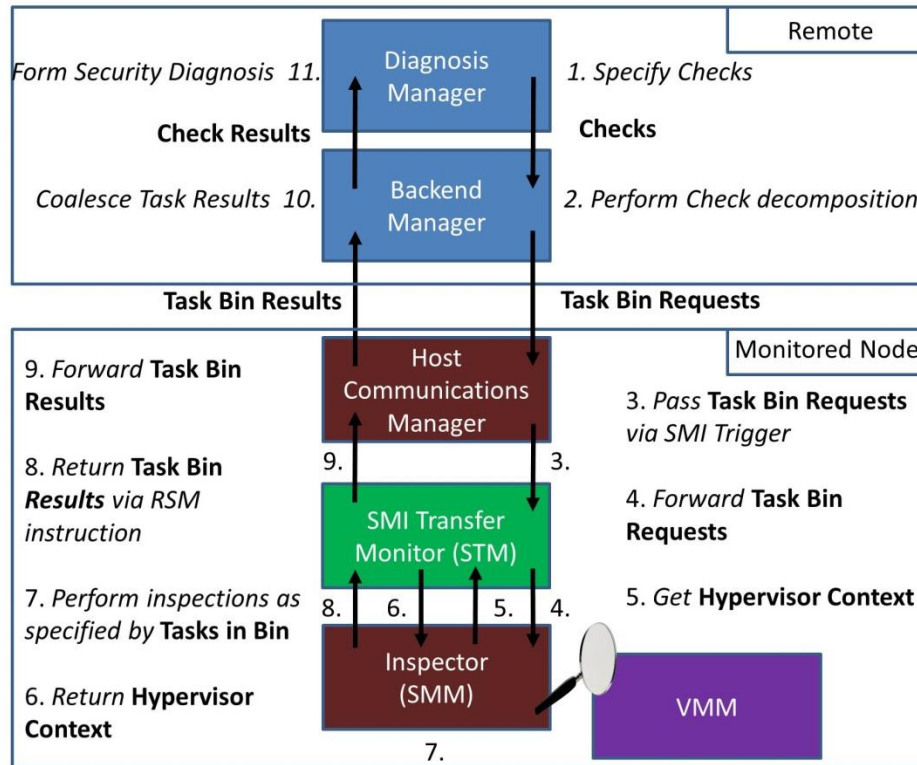 Remote
Form Security Diagnosis 11.
Diagnosis
Manager
1. Specify Checks
Check Results
Checks
Coalesce Task Results 10.
Backend
Manager
2. Perform Check decomposition
Task Bin Results
Task Bin Requests
Monitored Node
9. Forward Task Bin
Results
Host
Communications
Manager
3. Pass Task Bin Requests
via SMI Trigger
9.
3.
8. Return Task Bin
Results via RSM
instruction
SMI Transfer
Monitor (STM)
4. Forward Task Bin
Requests
7. Perform inspections as
specified by Tasks in Bin
8.
6.
5.
4.
5. Get Hypervisor Context
Inspector
(SMM)
6. Return Hypervisor
Context
VMM
7.